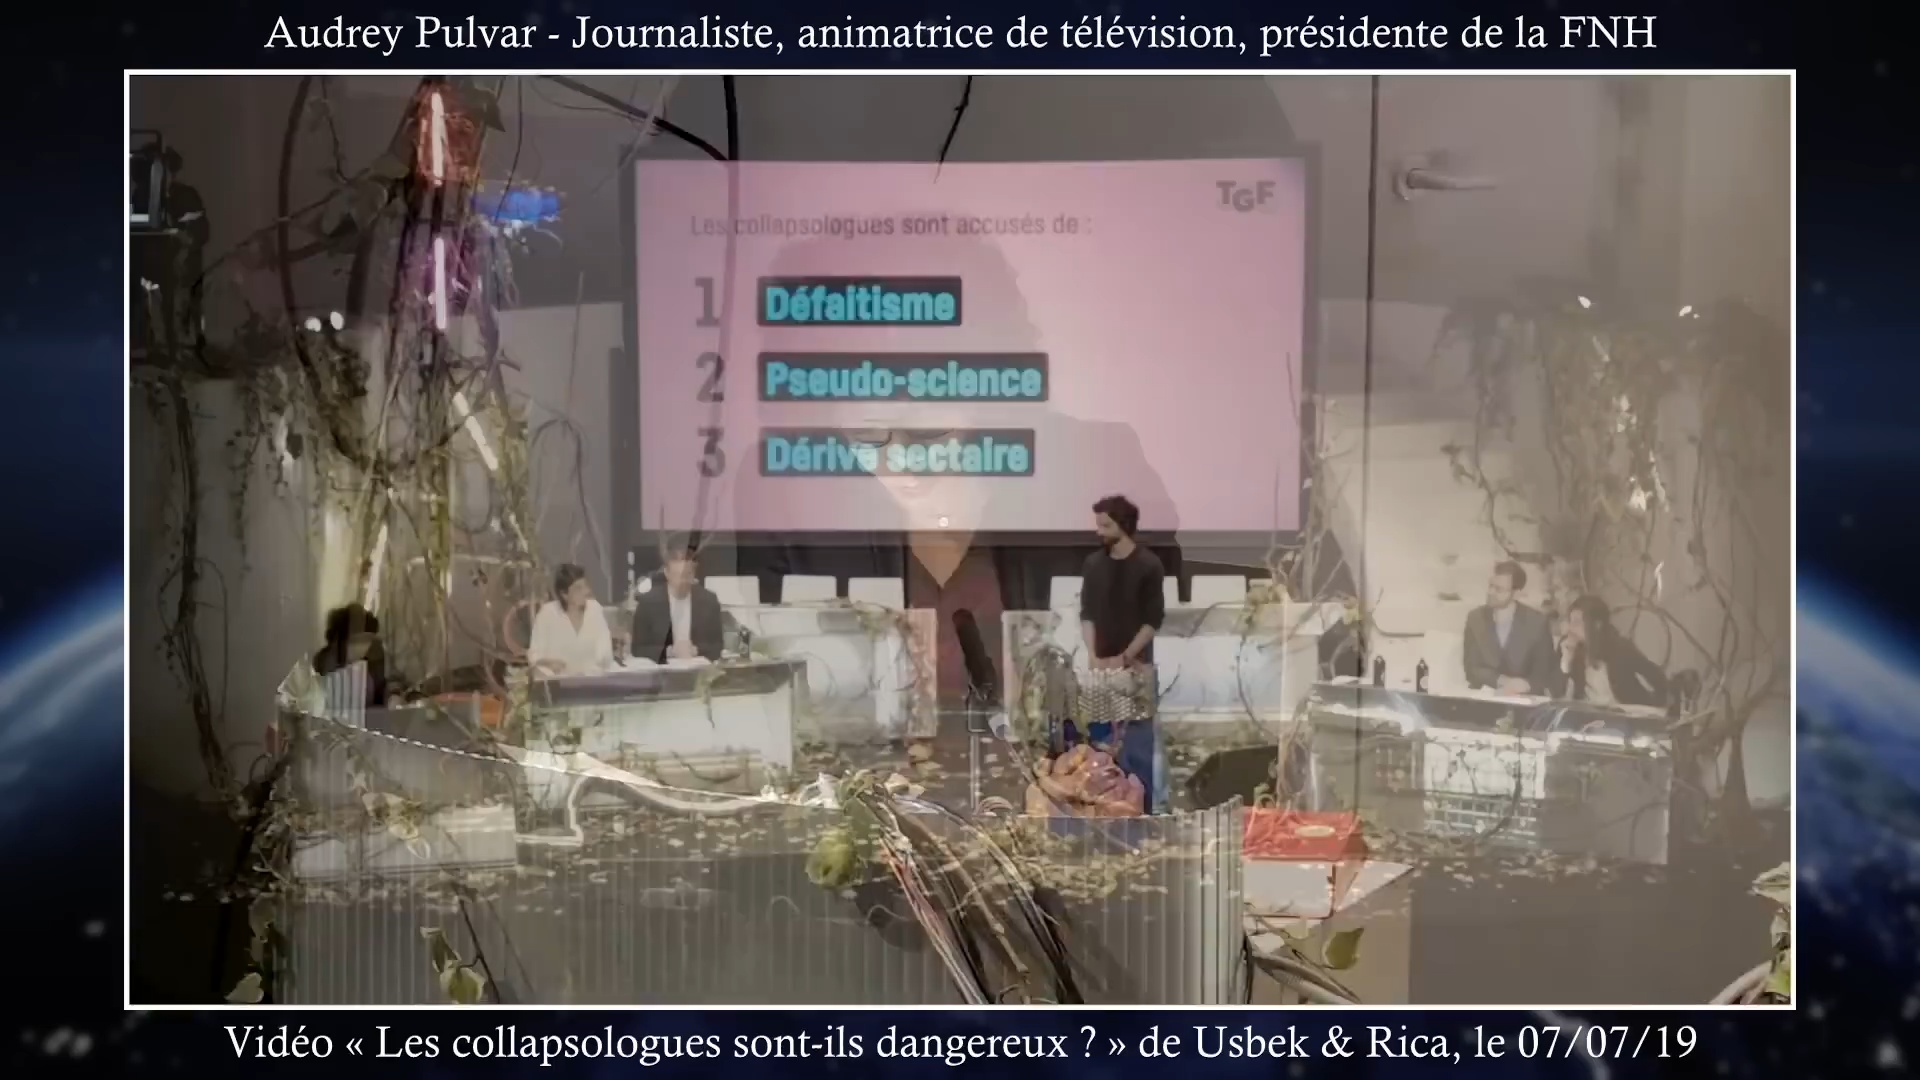 Audrey Pulvar - Journaliste, animatrice de télévision, présidente de la FNH
TGF
Les collapsologues sont accusés de :
1 Défaitisme
2 Pseudo-science
3 Dérive sectaire
Vidéo « Les collapsologues sont-ils dangereux ? » de Usbek & Rica, le 07/07/19